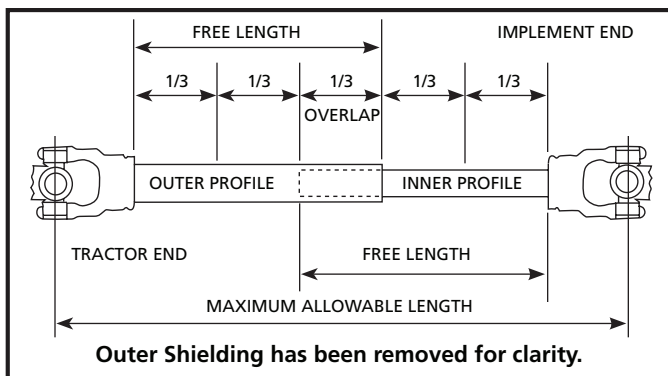 FREE LENGTH
IMPLEMENT END
1/3 1/3 1/3 1/3 1/3
OVERLAP
OUTER PROFILE
INNER PROFILE
TRACTOR END
FREE LENGTH
MAXIMUM ALLOWABLE LENGTH
Outer Shielding has been removed for clarity.